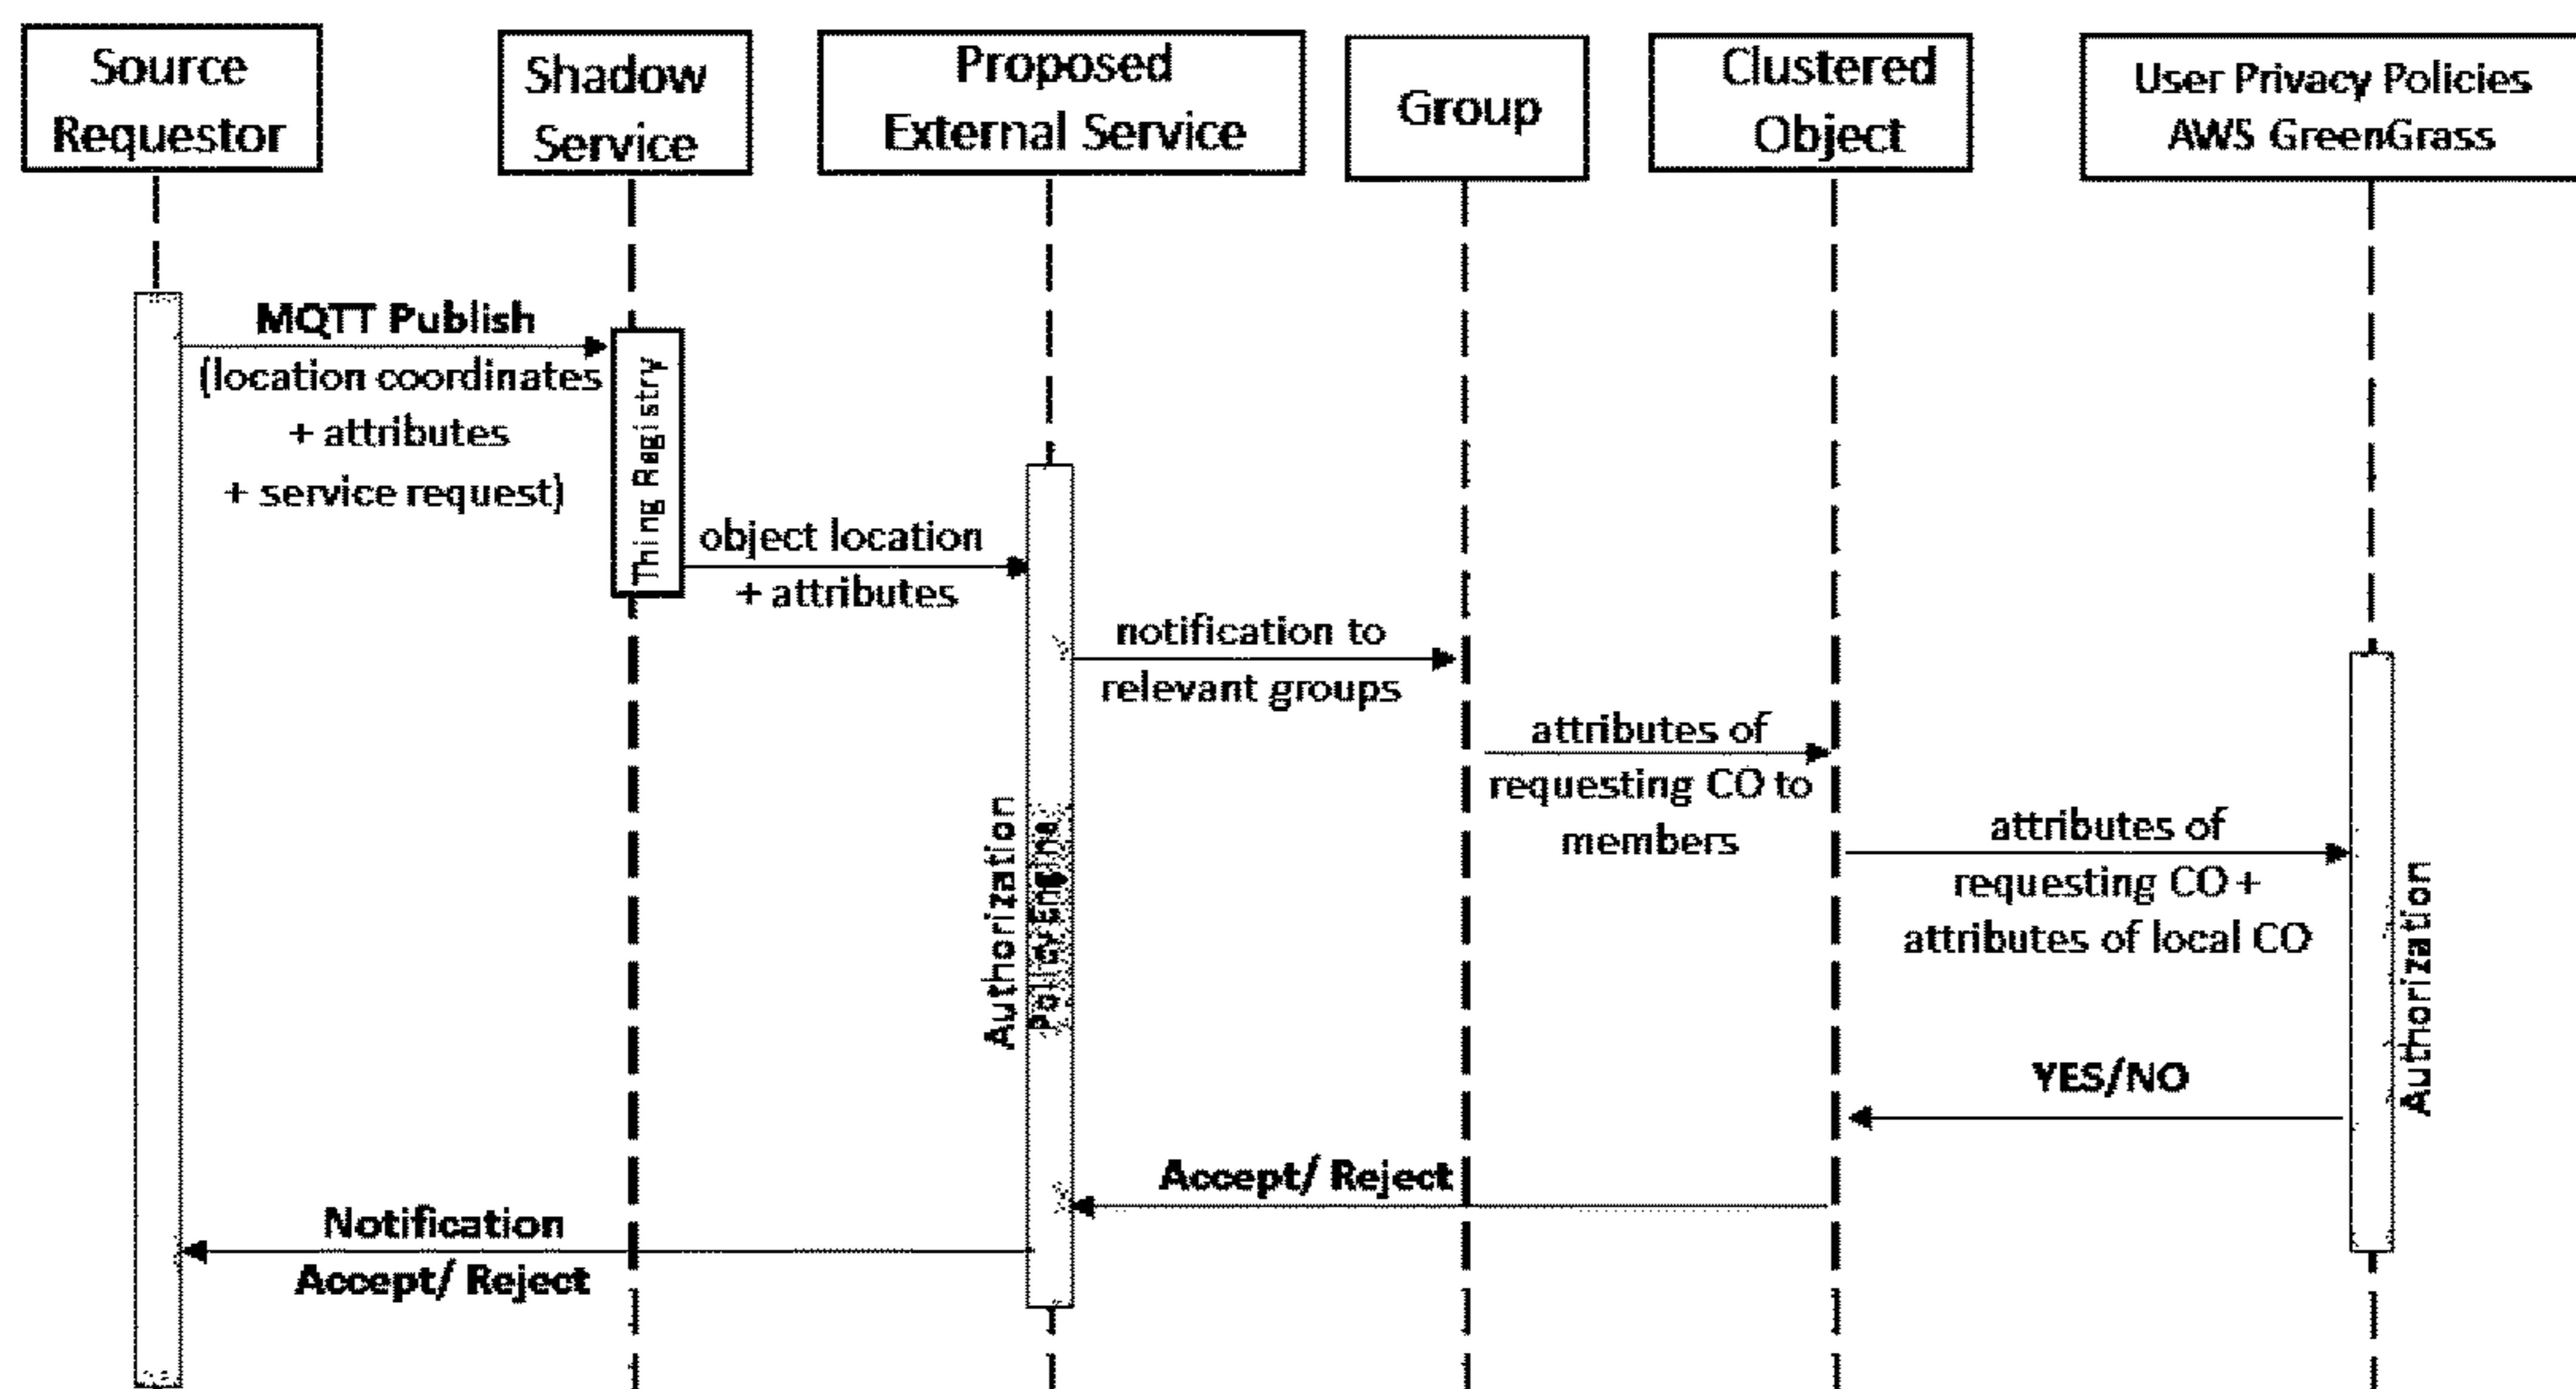 Source
Requestor
Shadow
Service
Proposed
External Service
Group
Clustered
Object
User Privacy Policies
AWS GreenGrass
MQTT Publish
(location coordinates
+ attributes
+ service request)
Thing Registry
object location
+ attributes
notification to
relevant groups
attributes of
requesting CO to
members
attributes of
requesting CO +
attributes of local CO
Authorization
Policy Engine
Authorization
YES/NO
Accept/ Reject
Notification
Accept/ Reject